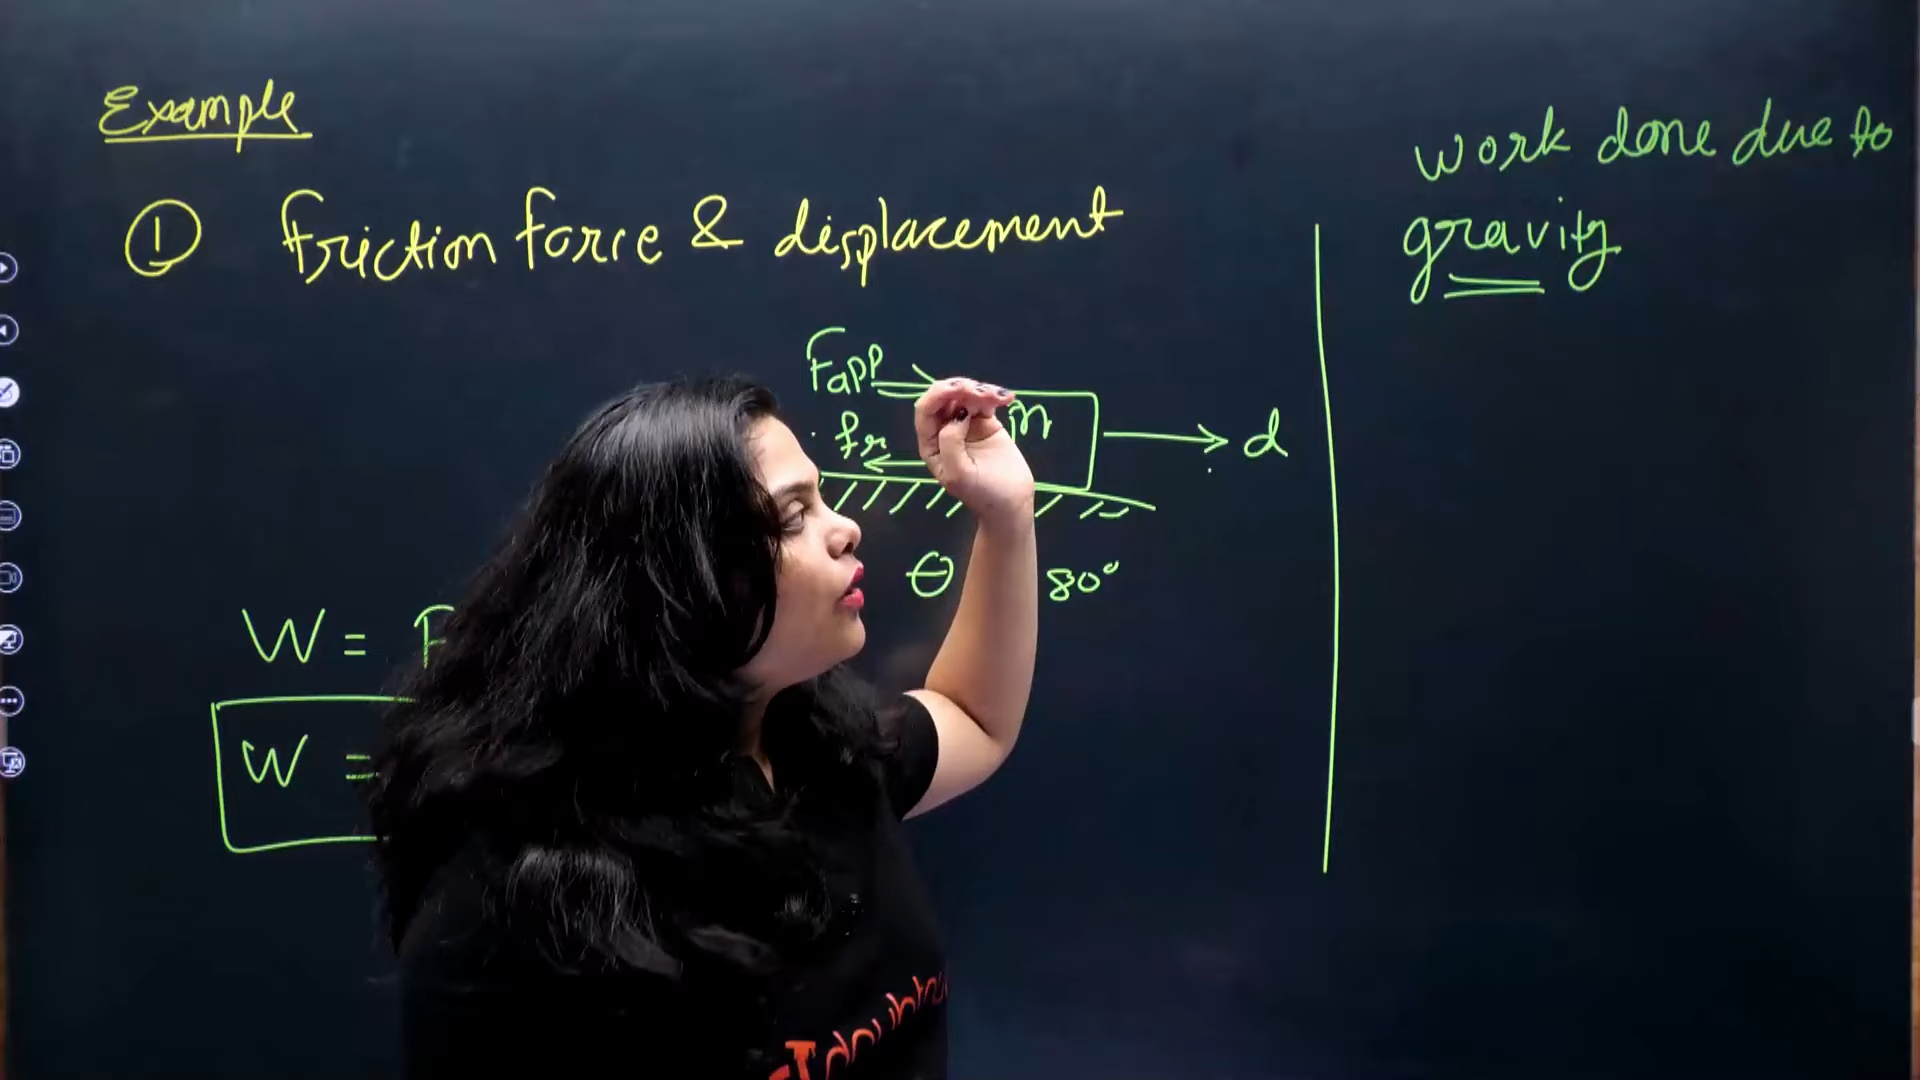 Example
① Friction Force & displacement
Fapp
m
fr
d
θ 80°
W = F
W =
work done due to
gravity